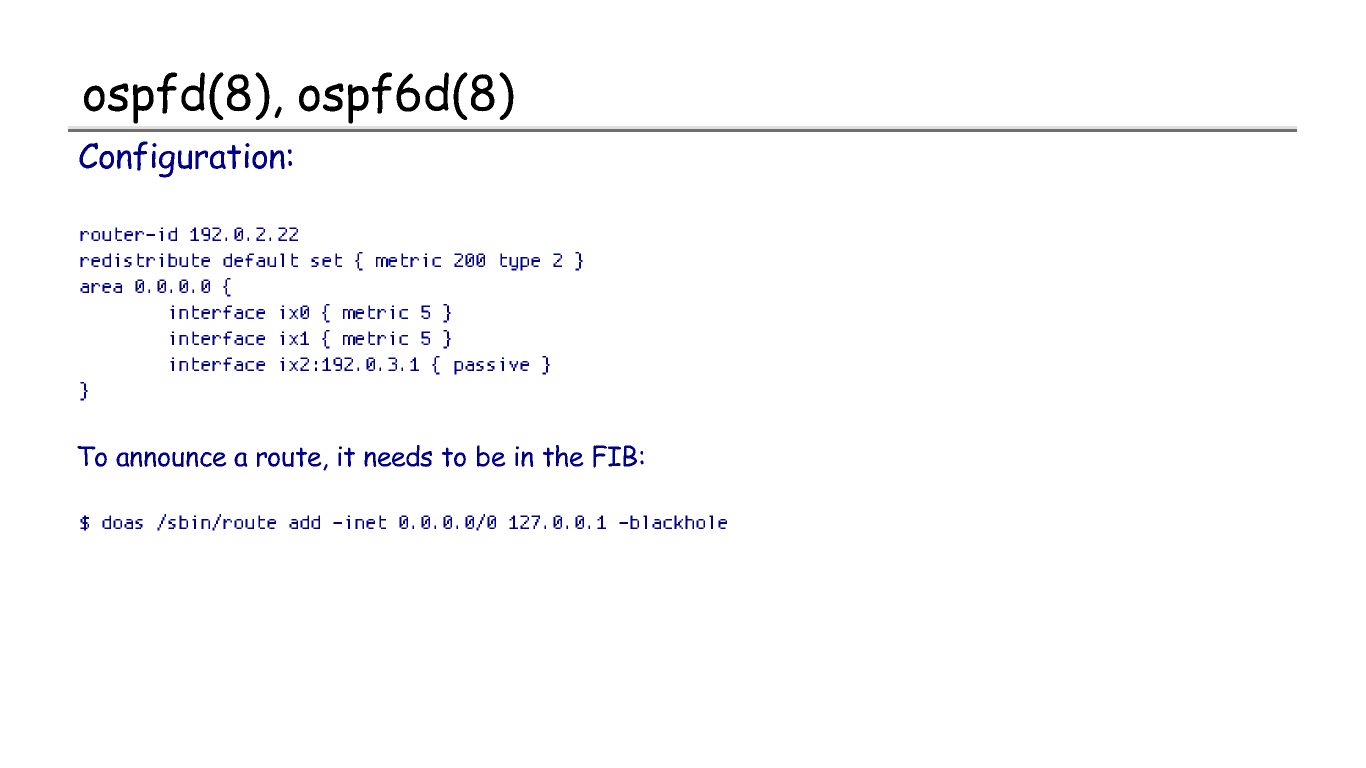 ospfd(8), ospf6d(8)
Configuration:
router-id 192.0.2.22
redistribute default set { metric 200 type 2 }
area 0.0.0.0 {
        interface ix0 { metric 5 }
        interface ix1 { metric 5 }
        interface ix2:192.0.3.1 { passive }
}
To announce a route, it needs to be in the FIB:
$ doas /sbin/route add -inet 0.0.0.0/0 127.0.0.1 -blackhole